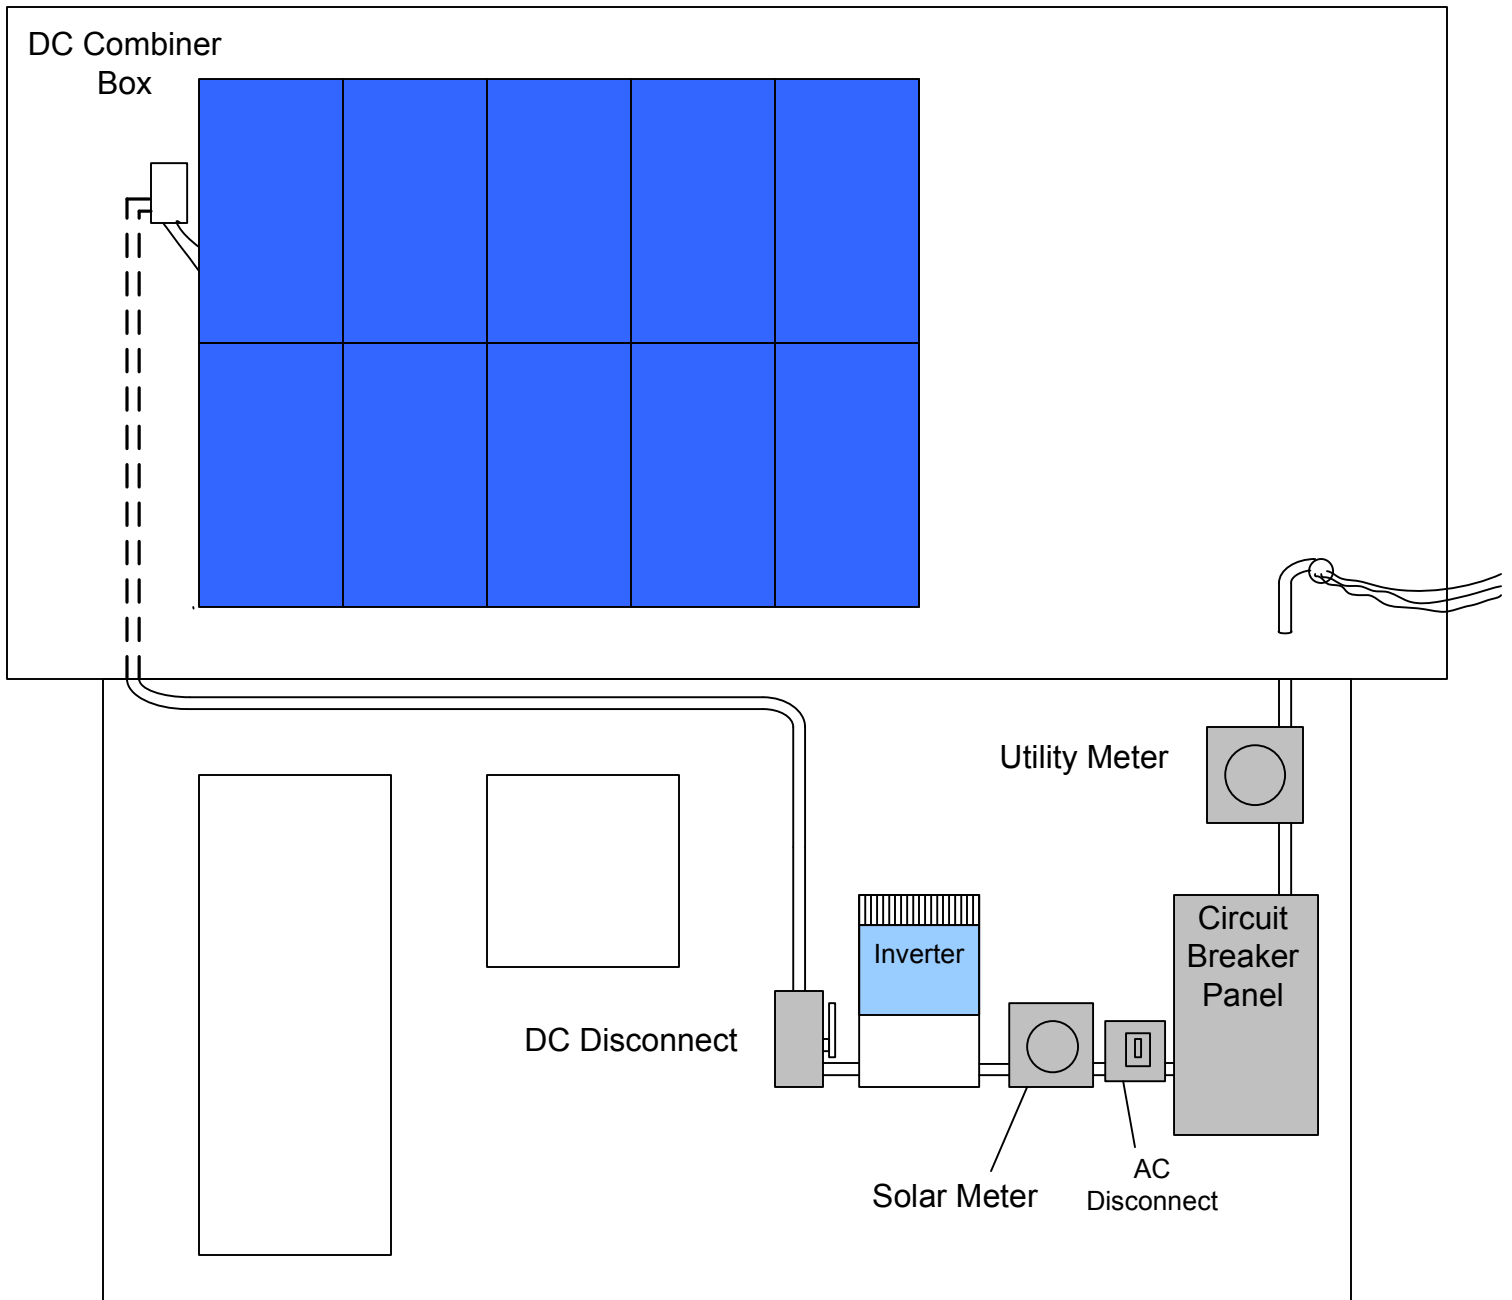 DC Combiner
Box
Utility Meter
Circuit
Breaker
Panel
Inverter
DC Disconnect
AC
Disconnect
Solar Meter